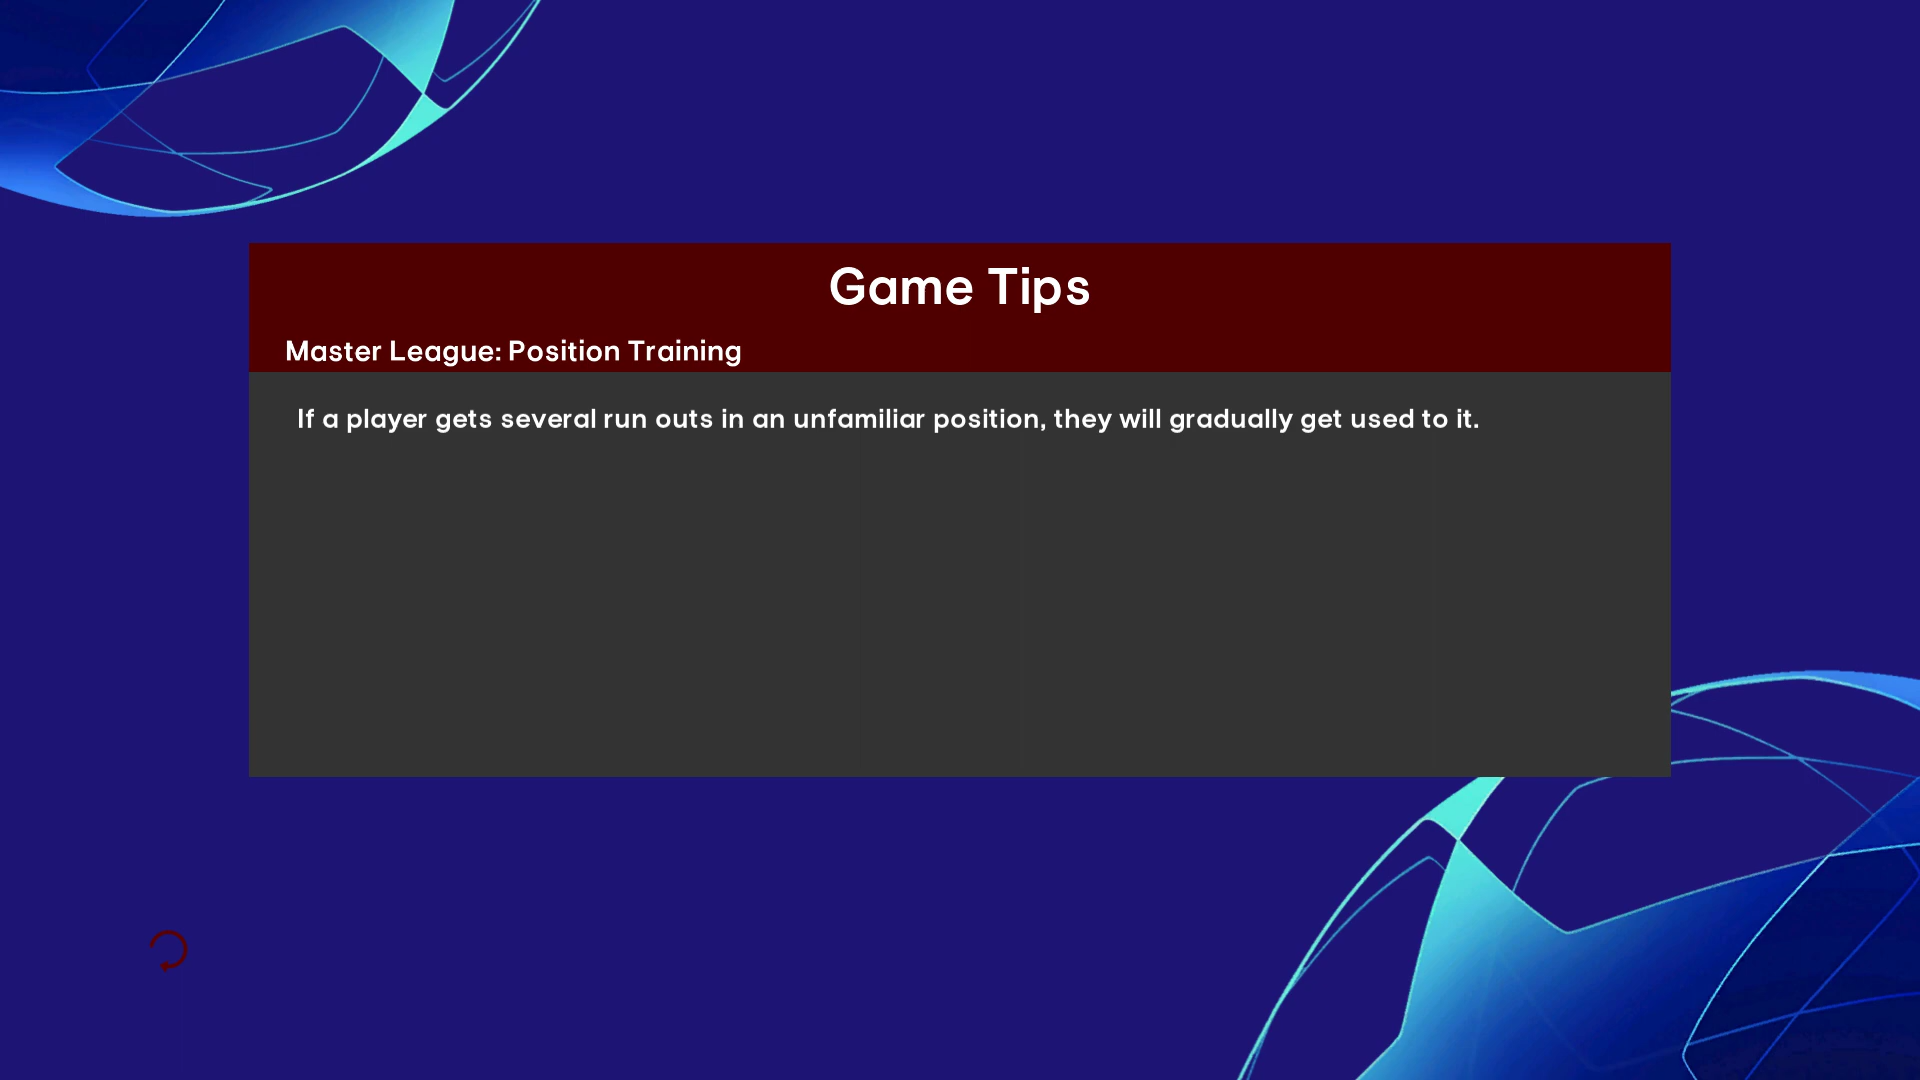 Game Tips
Master League: Position Training
If a player gets several run outs in an unfamiliar position, they will gradually get used to it.